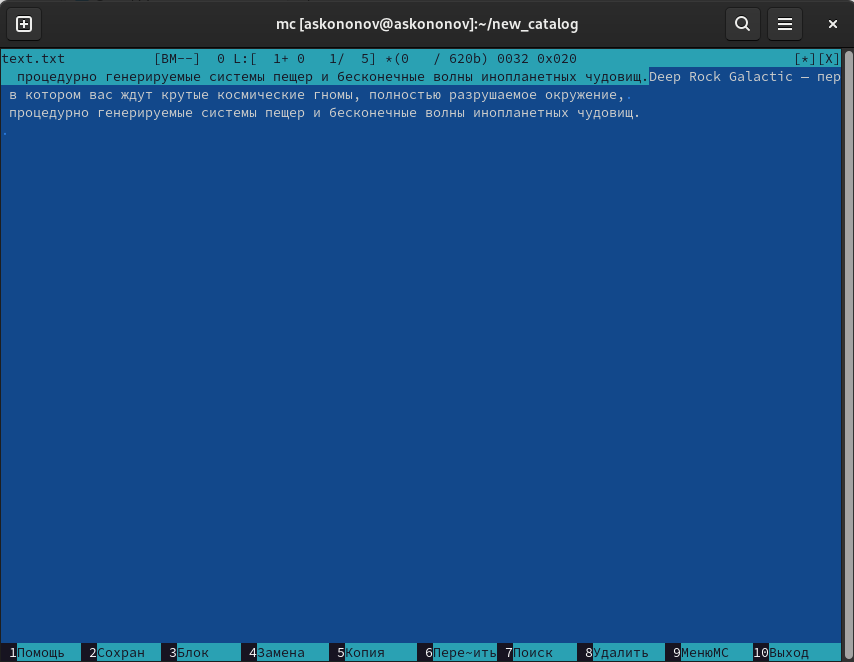 mc [askononov@askononov]:~/new_catalog
text.txt [BM--] 0 L:[ 1+ 0 1/ 5] *(0 / 620b) 0032 0x020 [*][X]
процедурно генерируемые системы пещер и бесконечные волны инопланетных чудовищ.Deep Rock Galactic — пер
в котором вас ждут крутые космические гномы, полностью разрушаемое окружение,.
процедурно генерируемые системы пещер и бесконечные волны инопланетных чудовищ.
.
1Помощь 2Сохран 3Блок 4Замена 5Копия 6Пере~ить 7Поиск 8Удалить 9МенюMC 10Выход